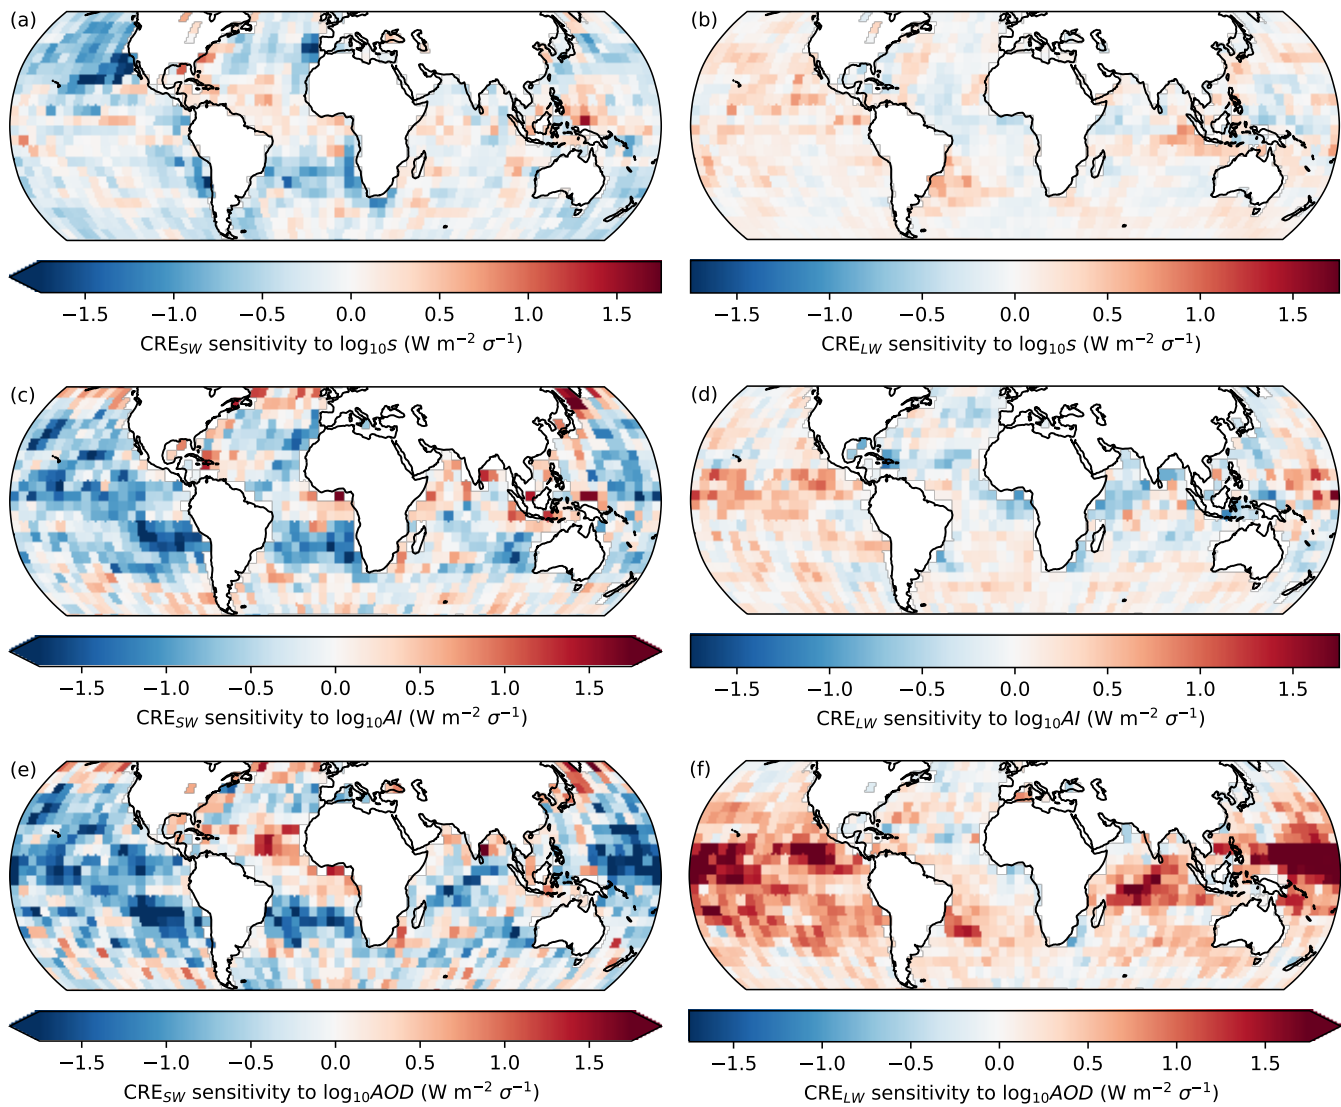 (a) (b)
−1.5 −1.0 −0.5 0.0 0.5 1.0 1.5 −1.5 −1.0 −0.5 0.0 0.5 1.0 1.5
CRE_SW sensitivity to log₁₀s (W m⁻² σ⁻¹) CRE_LW sensitivity to log₁₀s (W m⁻² σ⁻¹)
(c) (d)
−1.5 −1.0 −0.5 0.0 0.5 1.0 1.5 −1.5 −1.0 −0.5 0.0 0.5 1.0 1.5
CRE_SW sensitivity to log₁₀AI (W m⁻² σ⁻¹) CRE_LW sensitivity to log₁₀AI (W m⁻² σ⁻¹)
(e) (f)
−1.5 −1.0 −0.5 0.0 0.5 1.0 1.5 −1.5 −1.0 −0.5 0.0 0.5 1.0 1.5
CRE_SW sensitivity to log₁₀AOD (W m⁻² σ⁻¹) CRE_LW sensitivity to log₁₀AOD (W m⁻² σ⁻¹)